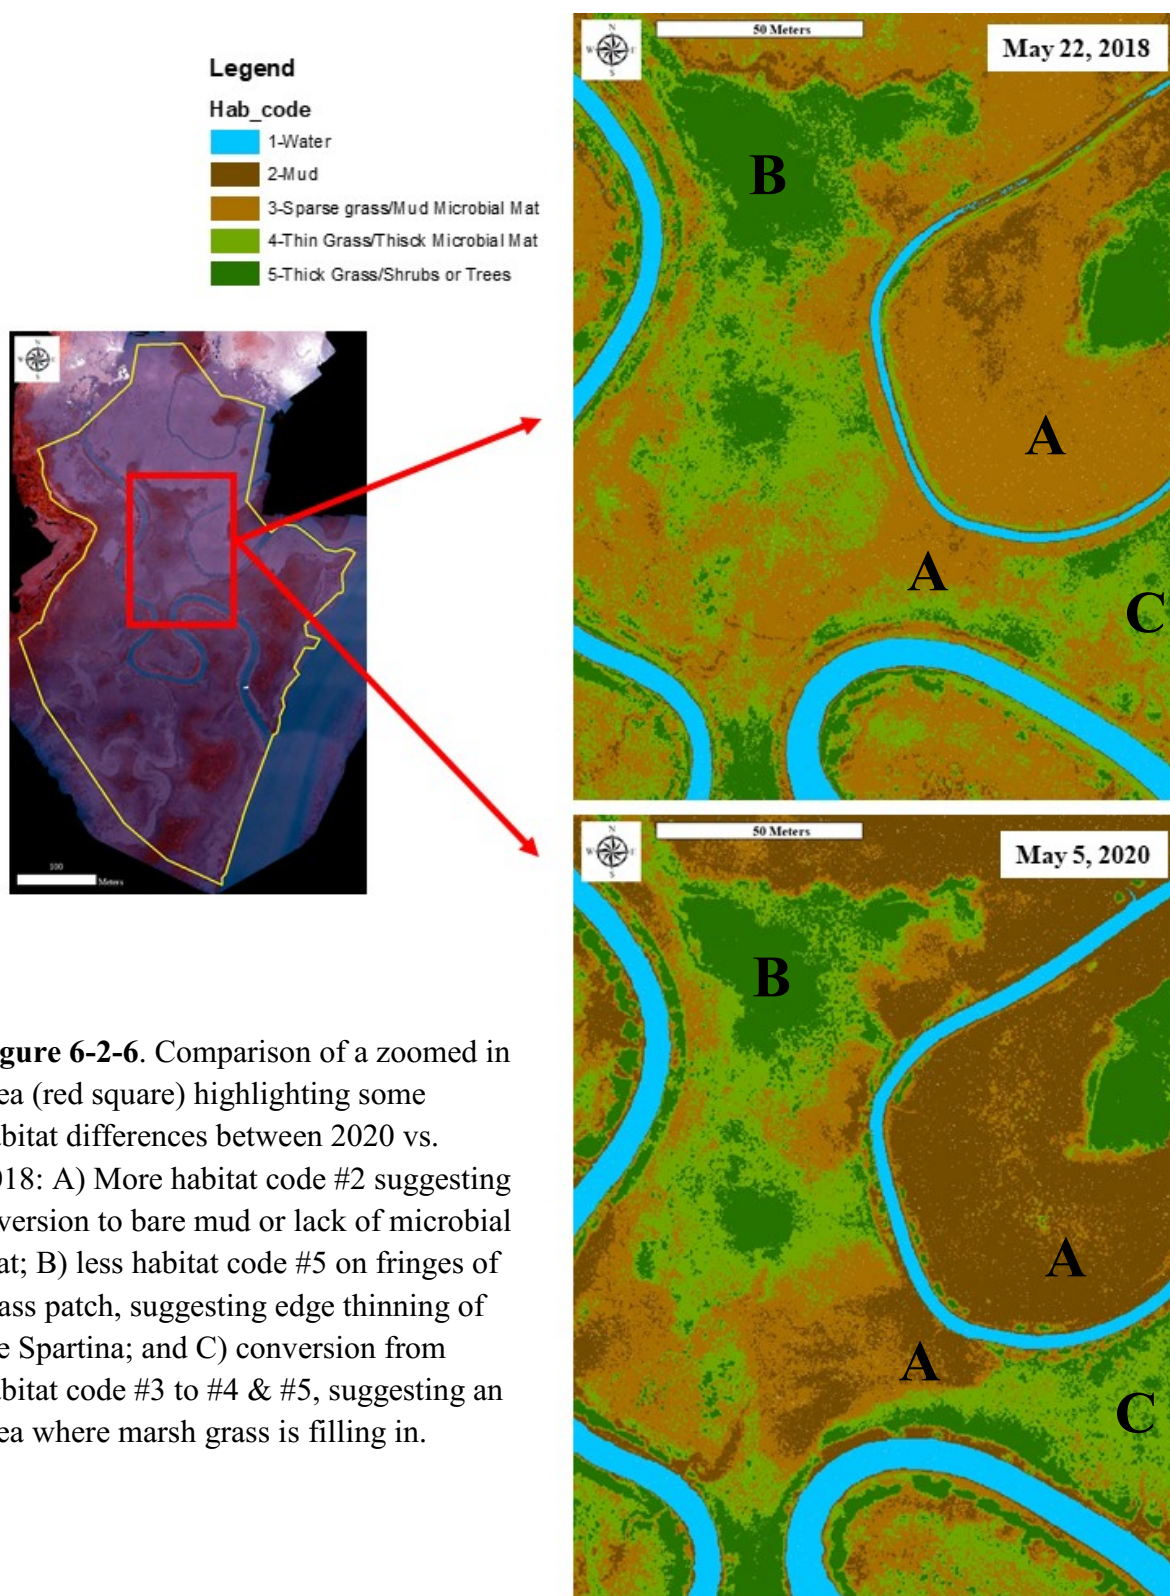 Legend
Hab_code
1-Water
2-Mud
3-Sparse grass/Mud Microbial Mat
4-Thin Grass/Thisck Microbial Mat
5-Thick Grass/Shrubs or Trees
N
W E
S
100
Meters
N
W E
S
50 Meters
May 22, 2018
B
A
A
C
N
W E
S
50 Meters
May 5, 2020
B
A
A
C
gure 6-2-6. Comparison of a zoomed in
ea (red square) highlighting some
abitat differences between 2020 vs.
018: A) More habitat code #2 suggesting
version to bare mud or lack of microbial
at; B) less habitat code #5 on fringes of
ass patch, suggesting edge thinning of
e Spartina; and C) conversion from
abitat code #3 to #4 & #5, suggesting an
ea where marsh grass is filling in.